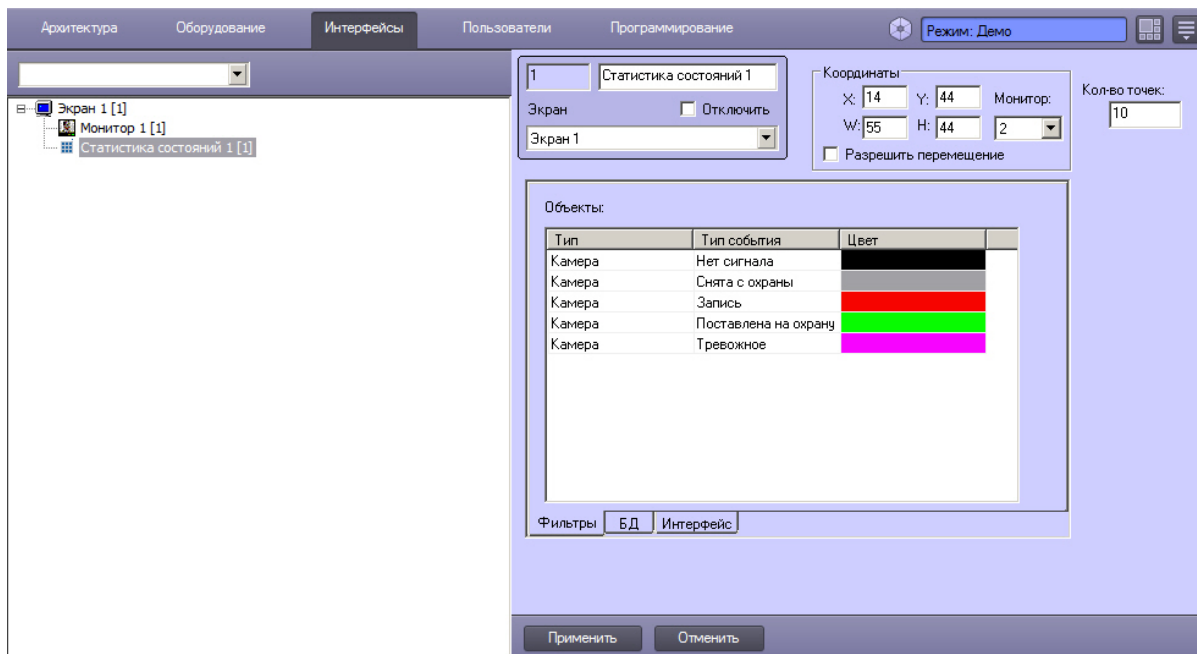 Архитектура Оборудование Интерфейсы Пользователи Программирование Режим: Демо
Экран 1 [1]
Монитор 1 [1]
Статистика состояний 1 [1]
1 Статистика состояний 1
Экран Отключить
Экран 1
Координаты
X: 14 Y: 44 Монитор:
W: 55 H: 44 2
Разрешить перемещение
Кол-во точек:
10
Объекты:
Тип Тип события Цвет
Камера Нет сигнала
Камера Снята с охраны
Камера Запись
Камера Поставлена на охрану
Камера Тревожное
Фильтры БД Интерфейс
Применить Отменить